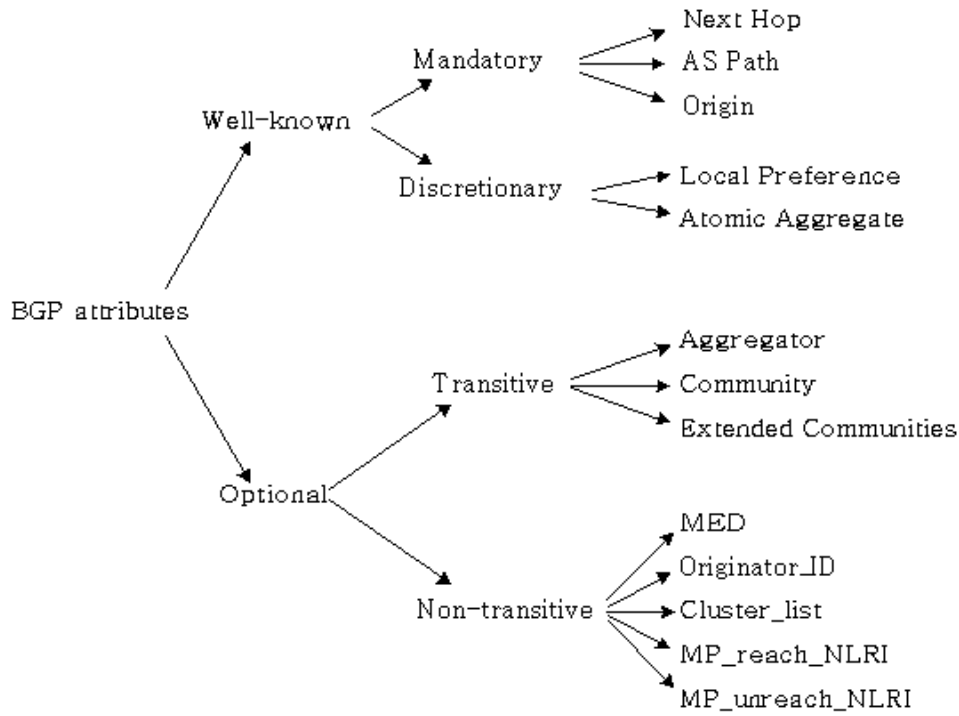 BGP attributes
Well-known
Mandatory
Next Hop
AS Path
Origin
Discretionary
Local Preference
Atomic Aggregate
Optional
Transitive
Aggregator
Community
Extended Communities
Non-transitive
MED
Originator_ID
Cluster_list
MP_reach_NLRI
MP_unreach_NLRI